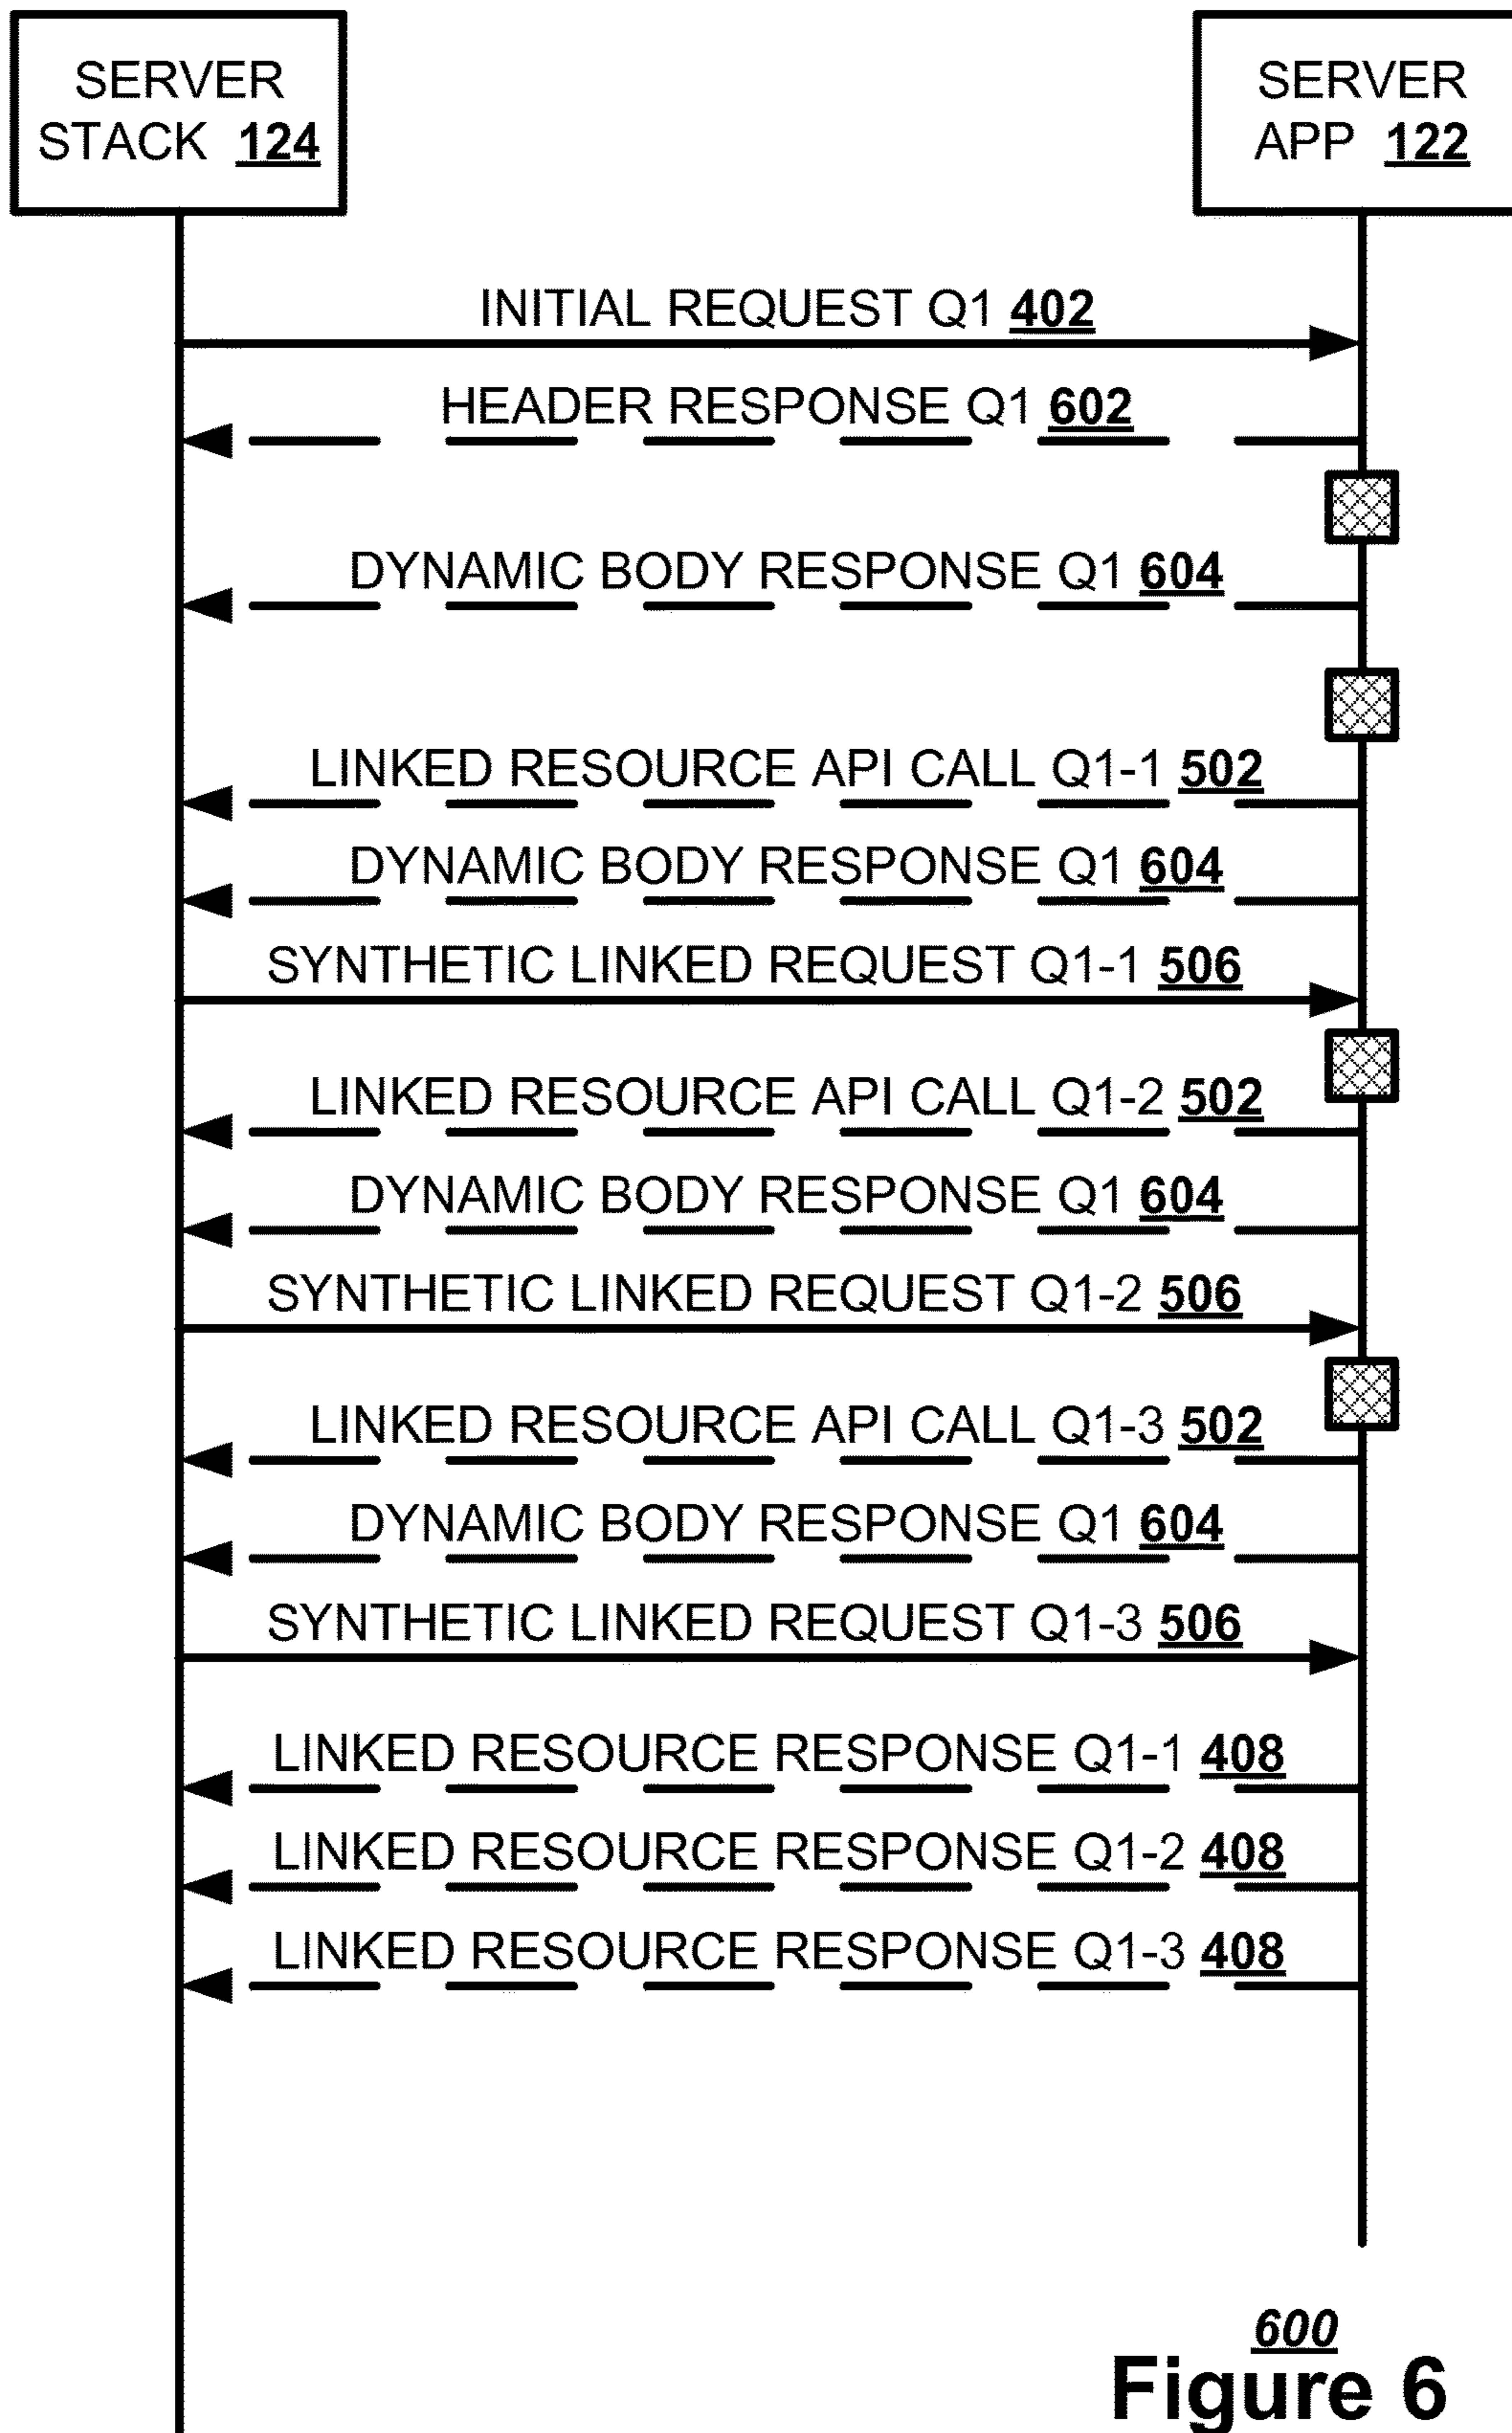 SERVER
STACK 124
SERVER
APP 122
INITIAL REQUEST Q1 402
HEADER RESPONSE Q1 602
DYNAMIC BODY RESPONSE Q1 604
LINKED RESOURCE API CALL Q1-1 502
DYNAMIC BODY RESPONSE Q1 604
SYNTHETIC LINKED REQUEST Q1-1 506
LINKED RESOURCE API CALL Q1-2 502
DYNAMIC BODY RESPONSE Q1 604
SYNTHETIC LINKED REQUEST Q1-2 506
LINKED RESOURCE API CALL Q1-3 502
DYNAMIC BODY RESPONSE Q1 604
SYNTHETIC LINKED REQUEST Q1-3 506
LINKED RESOURCE RESPONSE Q1-1 408
LINKED RESOURCE RESPONSE Q1-2 408
LINKED RESOURCE RESPONSE Q1-3 408
600
Figure 6